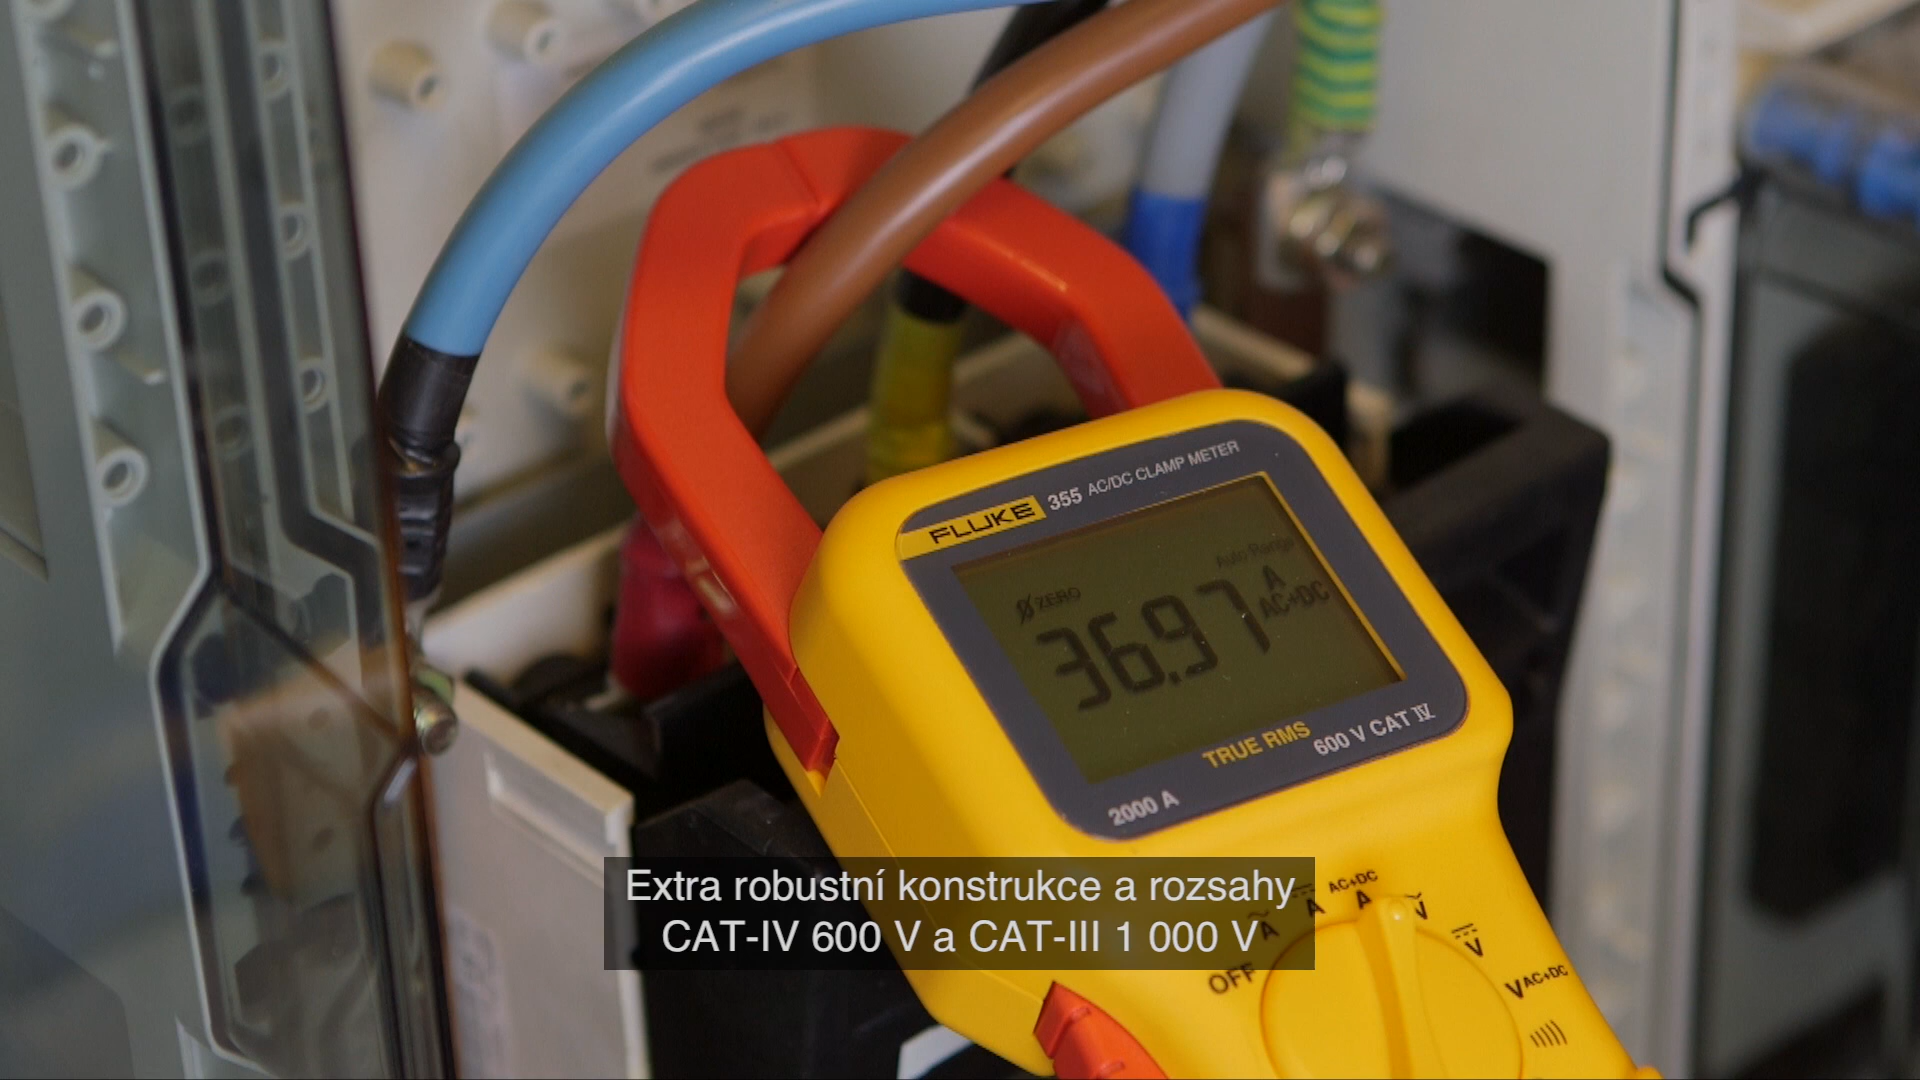 FLUKE 355 AC/DC CLAMP METER
Auto Range
ZERO
36.97 A
AC+DC
TRUE RMS
600 V CAT IV
2000 A
Extra robustní konstrukce a rozsahy
CAT-IV 600 V a CAT-III 1 000 V
OFF
A
A
AC+DC
A
V
V
V AC+DC